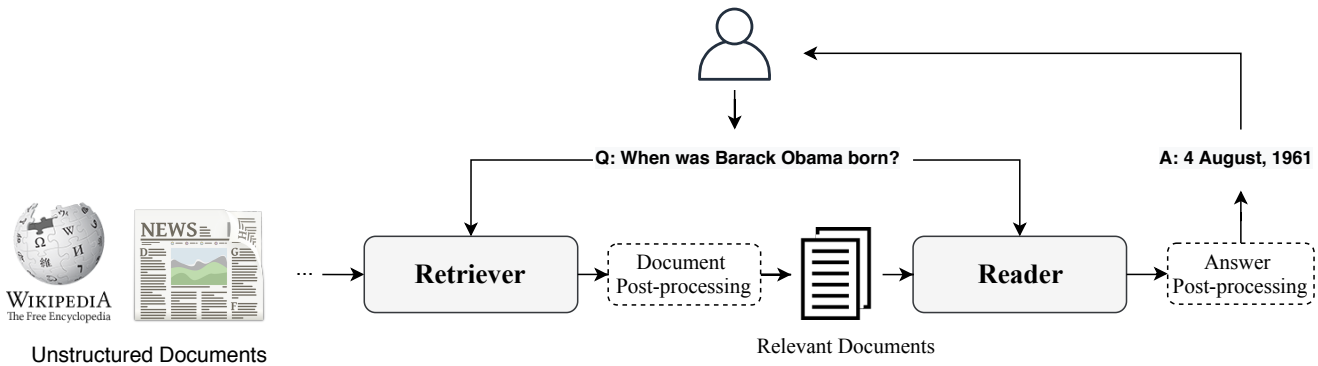 Q: When was Barack Obama born?
A: 4 August, 1961
NEWS
D
G
F
Ω
W
И
維
WIKIPEDIA
The Free Encyclopedia
Unstructured Documents
...
Retriever
Document
Post-processing
Relevant Documents
Reader
Answer
Post-processing